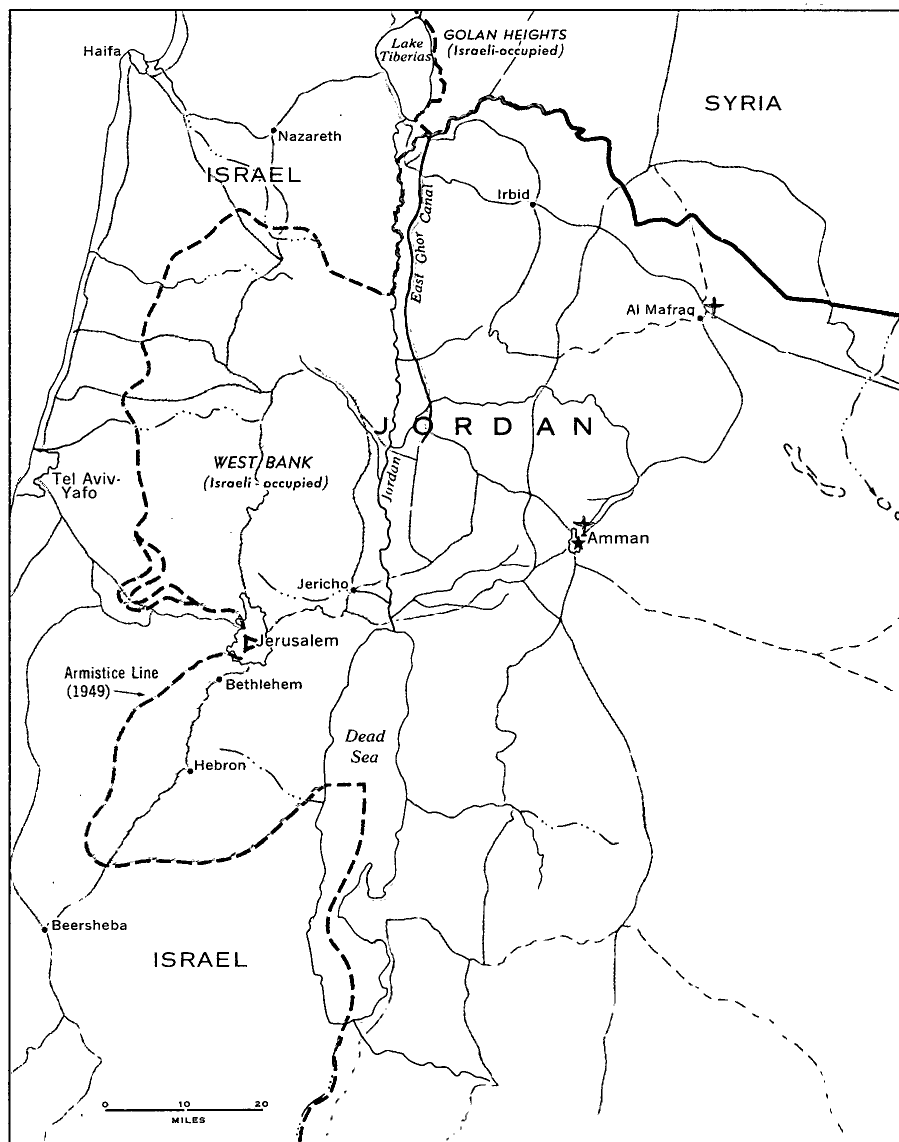 GOLAN HEIGHTS
(Israeli-occupied)
Lake
Tiberias
Haifa
SYRIA
Nazareth
ISRAEL
Irbid
East Ghor Canal
Al Mafraq
JORDAN
WEST BANK
(Israeli-occupied)
Jordan
Tel Aviv-
Yafo
Amman
Jericho
Jerusalem
Armistice Line
(1949)
Bethlehem
Dead
Sea
Hebron
Beersheba
ISRAEL
0 10 20
MILES